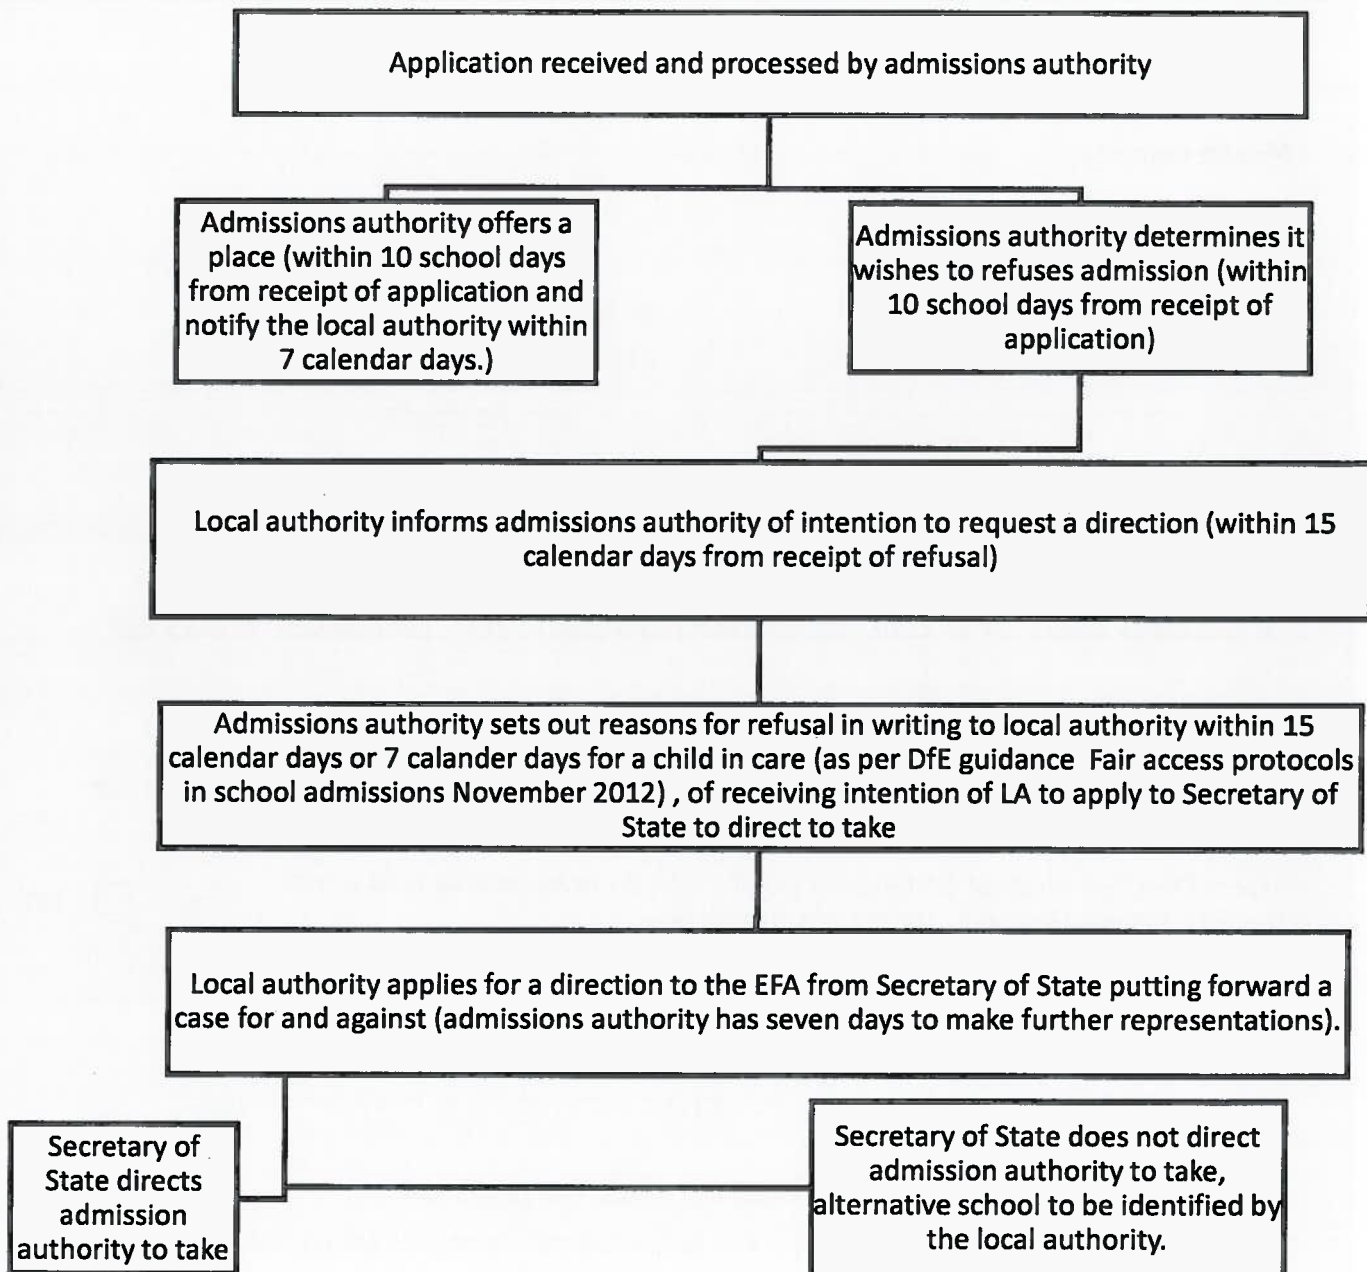 Application received and processed by admissions authority
Admissions authority offers a
place (within 10 school days
from receipt of application and
notify the local authority within
7 calendar days.)
Admissions authority determines it
wishes to refuses admission (within
10 school days from receipt of
application)
Local authority informs admissions authority of intention to request a direction (within 15
calendar days from receipt of refusal)
Admissions authority sets out reasons for refusal in writing to local authority within 15
calendar days or 7 calander days for a child in care (as per DfE guidance Fair access protocols
in school admissions November 2012) , of receiving intention of LA to apply to Secretary of
State to direct to take
Local authority applies for a direction to the EFA from Secretary of State putting forward a
case for and against (admissions authority has seven days to make further representations).
Secretary of
State directs
admission
authority to take
Secretary of State does not direct
admission authority to take,
alternative school to be identified by
the local authority.